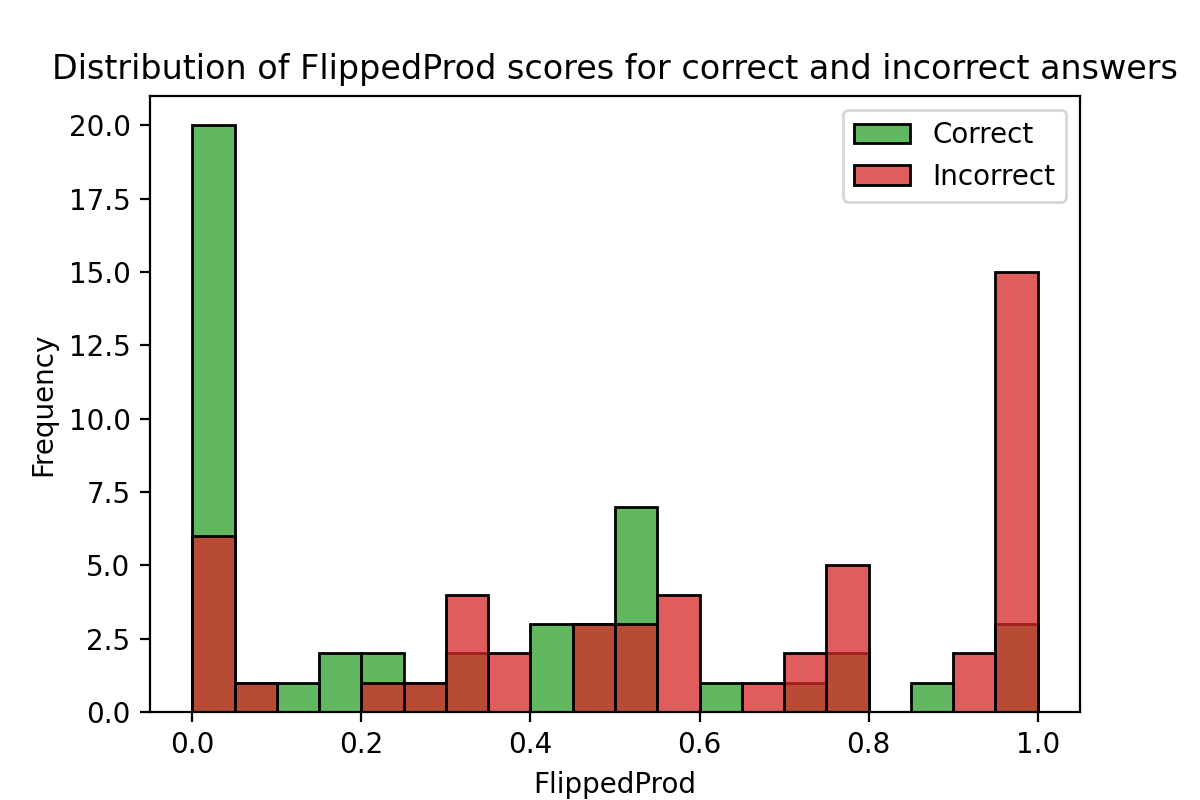 Distribution of FlippedProd scores for correct and incorrect answers
Correct
Incorrect
20.0
17.5
15.0
12.5
10.0
7.5
5.0
2.5
0.0
Frequency
0.0 0.2 0.4 0.6 0.8 1.0
FlippedProd